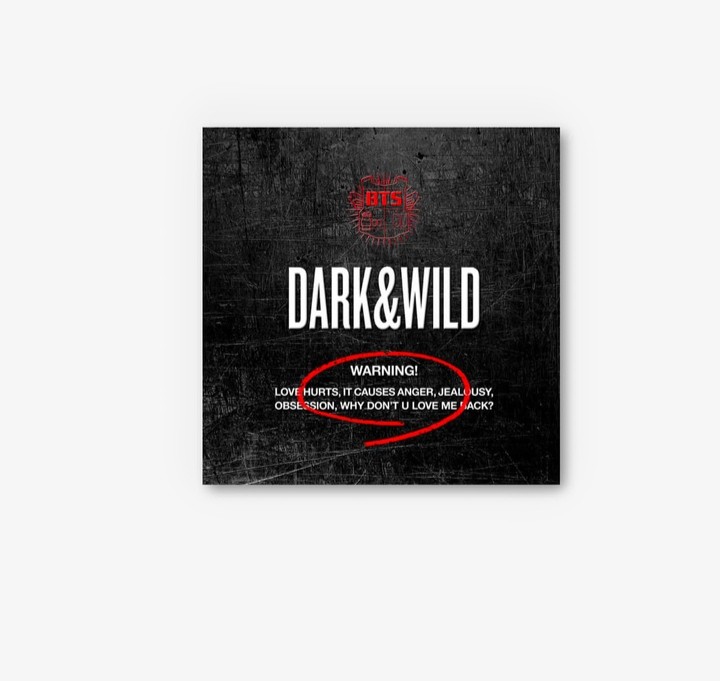 BTS
DARK&WILD
WARNING!
LOVE HURTS, IT CAUSES ANGER, JEALOUSY,
OBSESSION, WHY DON'T U LOVE ME BACK?